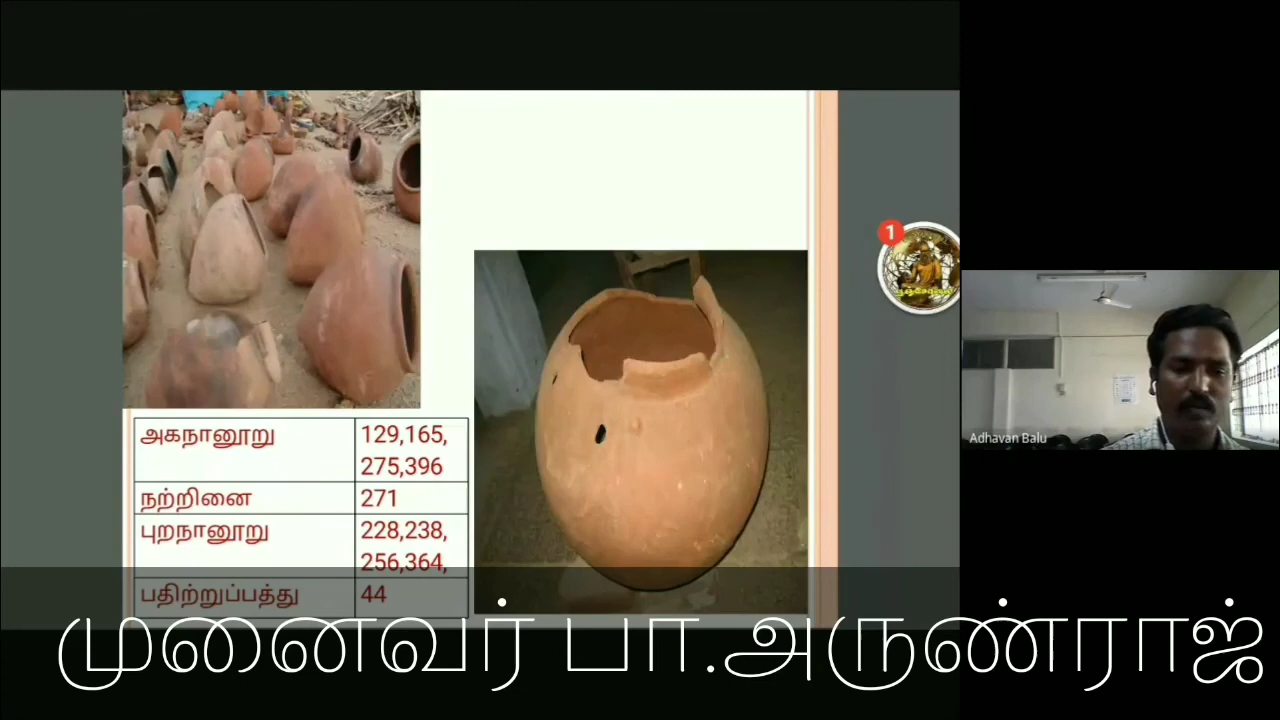 அகநானூறு 129,165,
275,396
நற்றினை 271
புறநானூறு 228,238,
256,364,
பதிற்றுப்பத்து 44
1
பூஞ்சோலை
Adhavan Balu
முனைவர் பா.அருண்ராஜ்